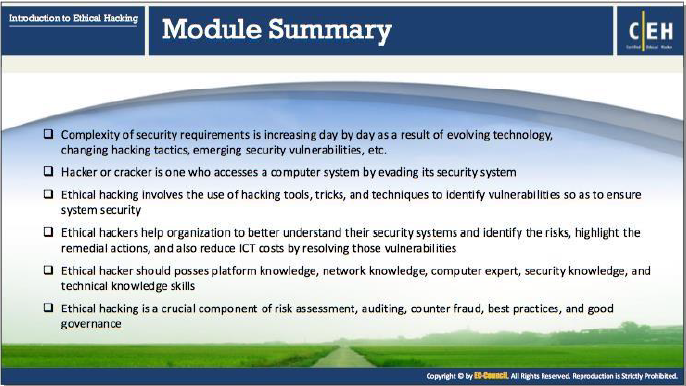 Introduction to Ethical Hacking
Module Summary
C|EH
Certified Ethical Hacker
Complexity of security requirements is increasing day by day as a result of evolving technology,
changing hacking tactics, emerging security vulnerabilities, etc.
Hacker or cracker is one who accesses a computer system by evading its security system
Ethical hacking involves the use of hacking tools, tricks, and techniques to identify vulnerabilities so as to ensure
system security
Ethical hackers help organization to better understand their security systems and identify the risks, highlight the
remedial actions, and also reduce ICT costs by resolving those vulnerabilities
Ethical hacker should posses platform knowledge, network knowledge, computer expert, security knowledge, and
technical knowledge skills
Ethical hacking is a crucial component of risk assessment, auditing, counter fraud, best practices, and good
governance
Copyright © by EC-Council. All Rights Reserved. Reproduction is Strictly Prohibited.